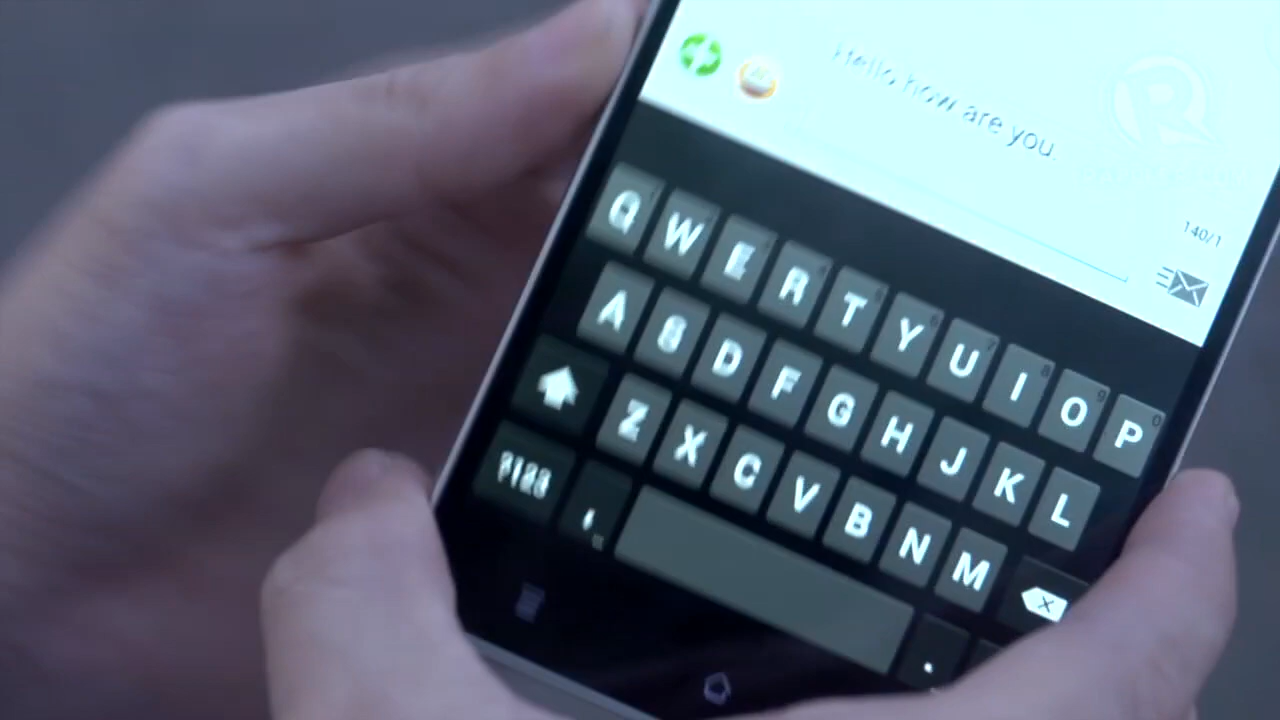 Hello how are you.
140/1
Q W E R T Y U I O P
A S D F G H J K L
Z X C V B N M
?123 , .